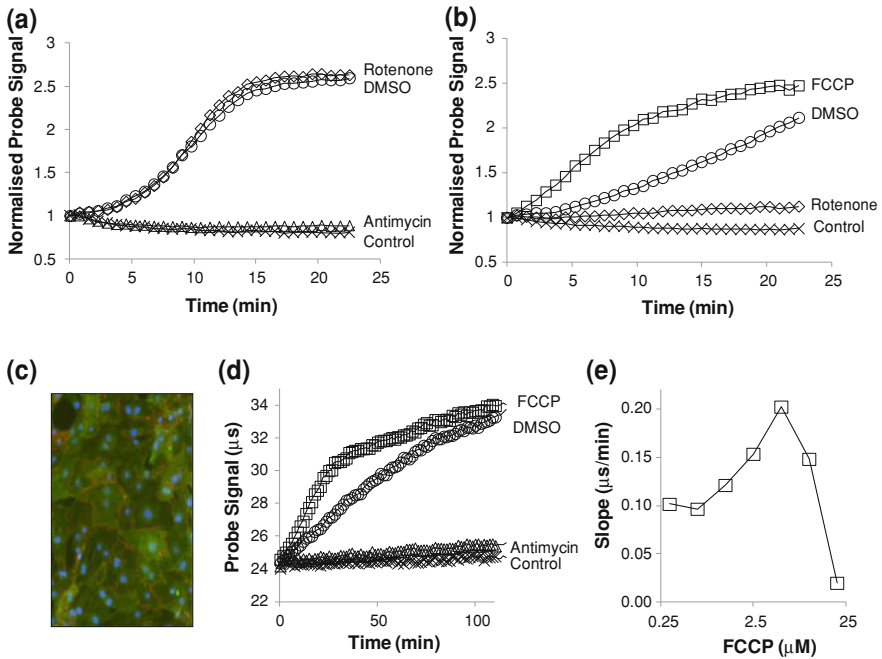 (a)
Normalised Probe Signal
3
2.5
2
1.5
1
0.5
0
5
10
15
20
25
Time (min)
Rotenone
DMSO
Antimycin
Control
(b)
Normalised Probe Signal
3
2.5
2
1.5
1
0.5
0
5
10
15
20
25
Time (min)
FCCP
DMSO
Rotenone
Control
(c)
(d)
Probe Signal (μs)
34
32
30
28
26
24
22
0
50
100
Time (min)
FCCP
DMSO
Antimycin
Control
(e)
Slope (μs/min)
0.20
0.15
0.10
0.05
0.00
0.25
2.5
25
FCCP (μM)